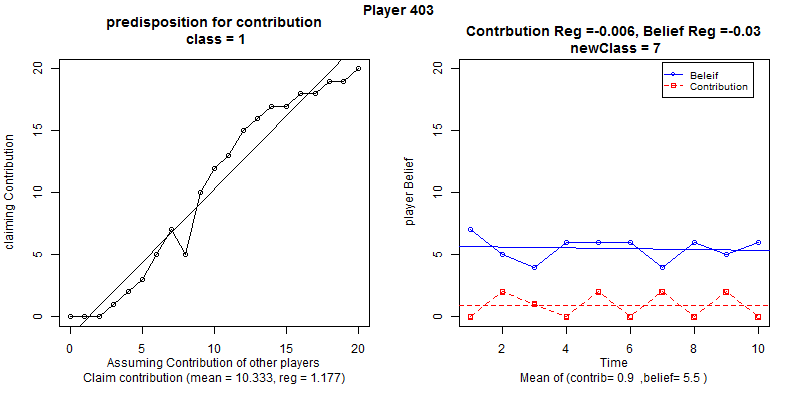 Player 403
predisposition for contribution
class = 1
claiming Contribution
0 5 10 15 20
0 5 10 15 20
Assuming Contribution of other players
Claim contribution (mean = 10.333, reg = 1.177)
Contrbution Reg =-0.006, Belief Reg =-0.03
newClass = 7
Beleif
Contribution
player Belief
0 5 10 15 20
2 4 6 8 10
Time
Mean of (contrib= 0.9 ,belief= 5.5 )